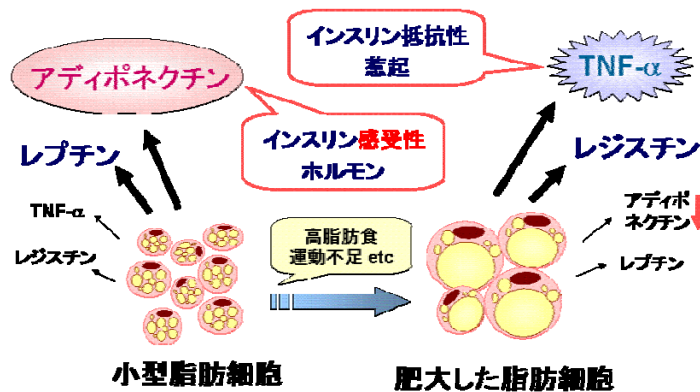 インスリン抵抗性
惹起
TNF-α
アディポネクチン
インスリン感受性
ホルモン
レプチン
レジスチン
TNF-α
レジスチン
高脂肪食
運動不足 etc
アディポ
ネクチン
レプチン
小型脂肪細胞
肥大した脂肪細胞